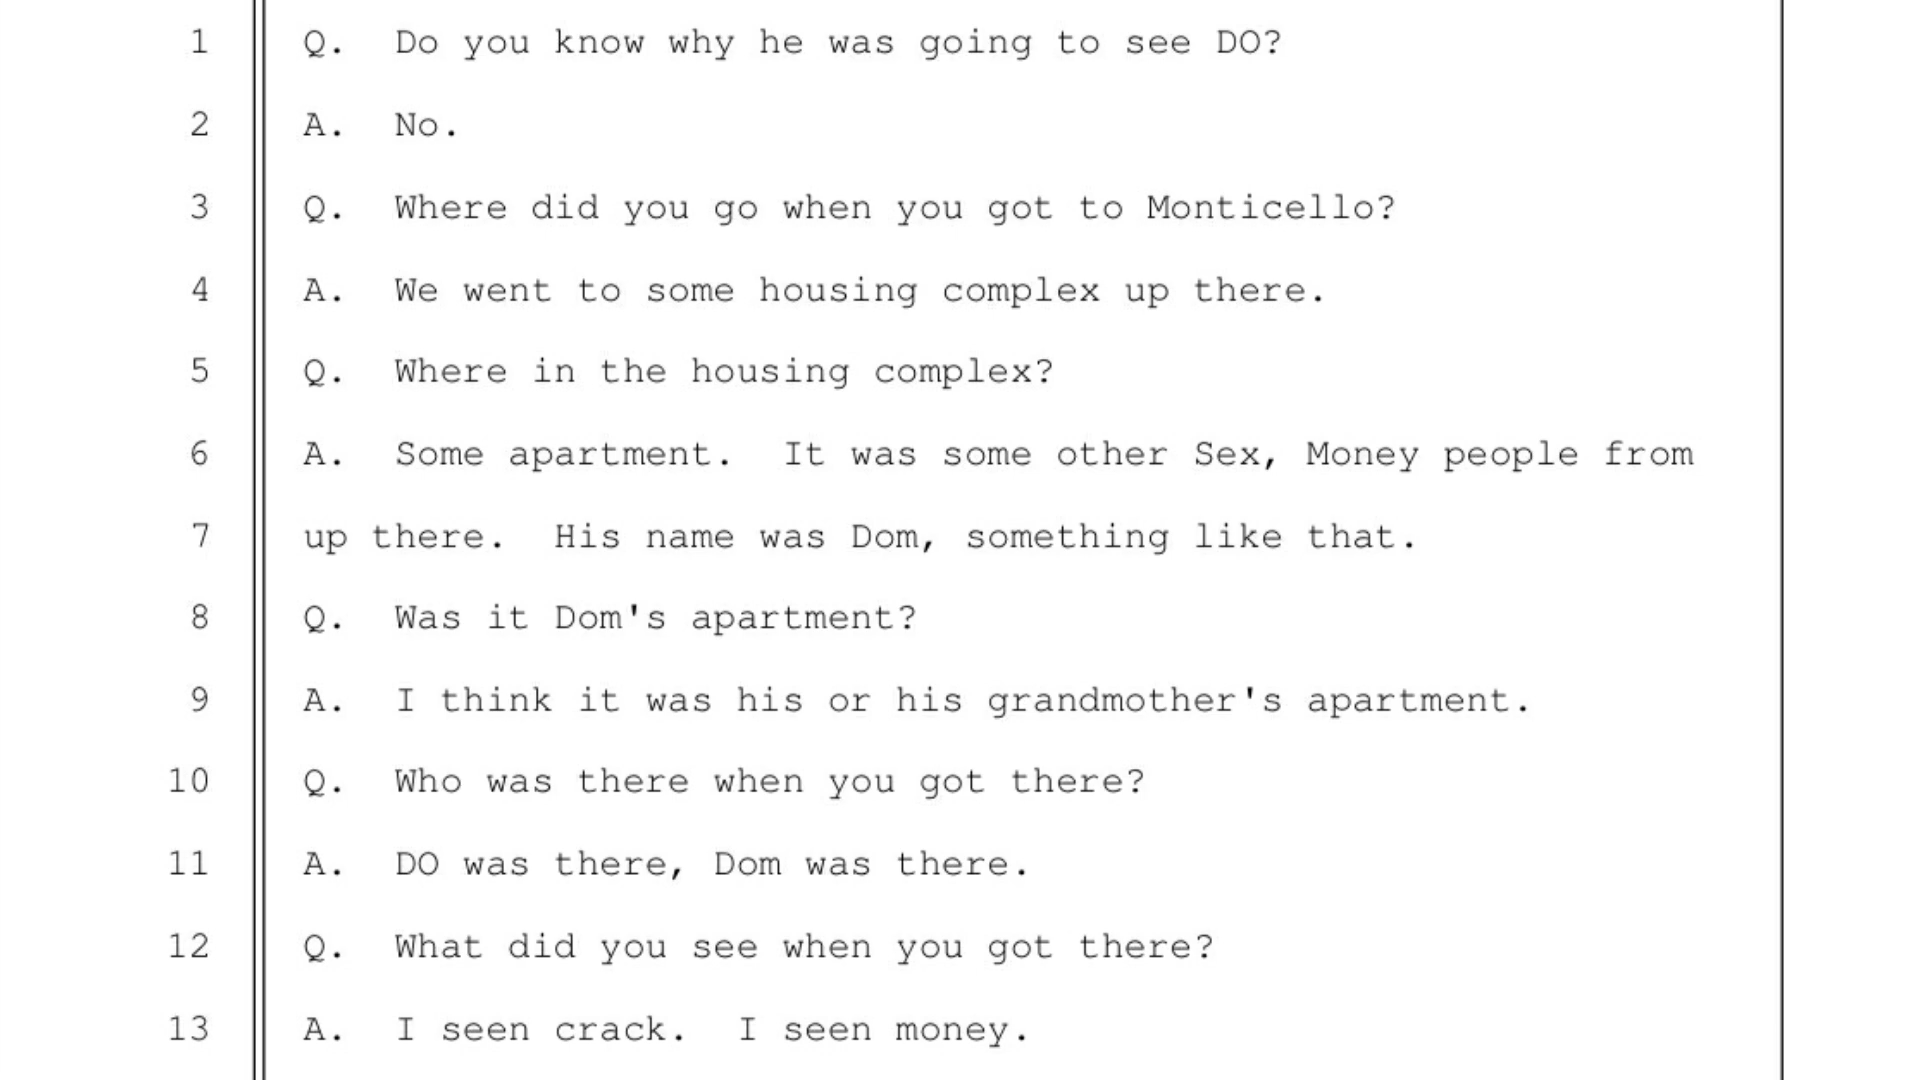 1 Q. Do you know why he was going to see DO?
2 A. No.
3 Q. Where did you go when you got to Monticello?
4 A. We went to some housing complex up there.
5 Q. Where in the housing complex?
6 A. Some apartment. It was some other Sex, Money people from
7 up there. His name was Dom, something like that.
8 Q. Was it Dom's apartment?
9 A. I think it was his or his grandmother's apartment.
10 Q. Who was there when you got there?
11 A. DO was there, Dom was there.
12 Q. What did you see when you got there?
13 A. I seen crack. I seen money.